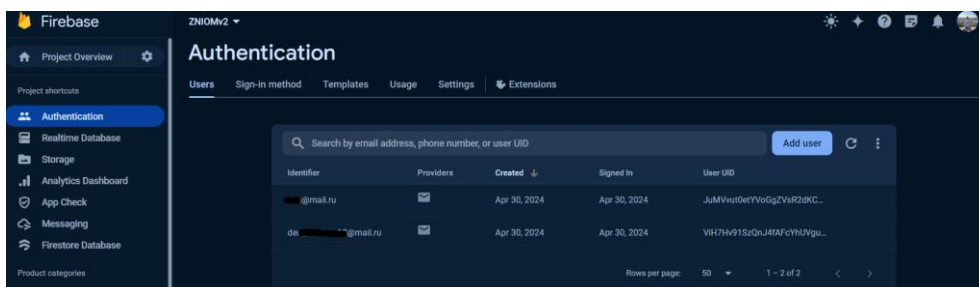 Firebase
ZNIOMv2
Project Overview
Authentication
Users Sign-in method Templates Usage Settings Extensions
Project shortcuts
Authentication
Realtime Database
Storage
Analytics Dashboard
App Check
Messaging
Firestore Database
Product categories
Search by email address, phone number, or user UID
Add user
Identifier Providers Created Signed In User UID
@mail.ru Apr 30, 2024 Apr 30, 2024 JuMVvut0etYVoGgZVsR2dKC...
@mail.ru Apr 30, 2024 Apr 30, 2024 ViH7Hv91SzQnJ4fAFcYhUVgu...
Rows per page: 50 1 – 2 of 2